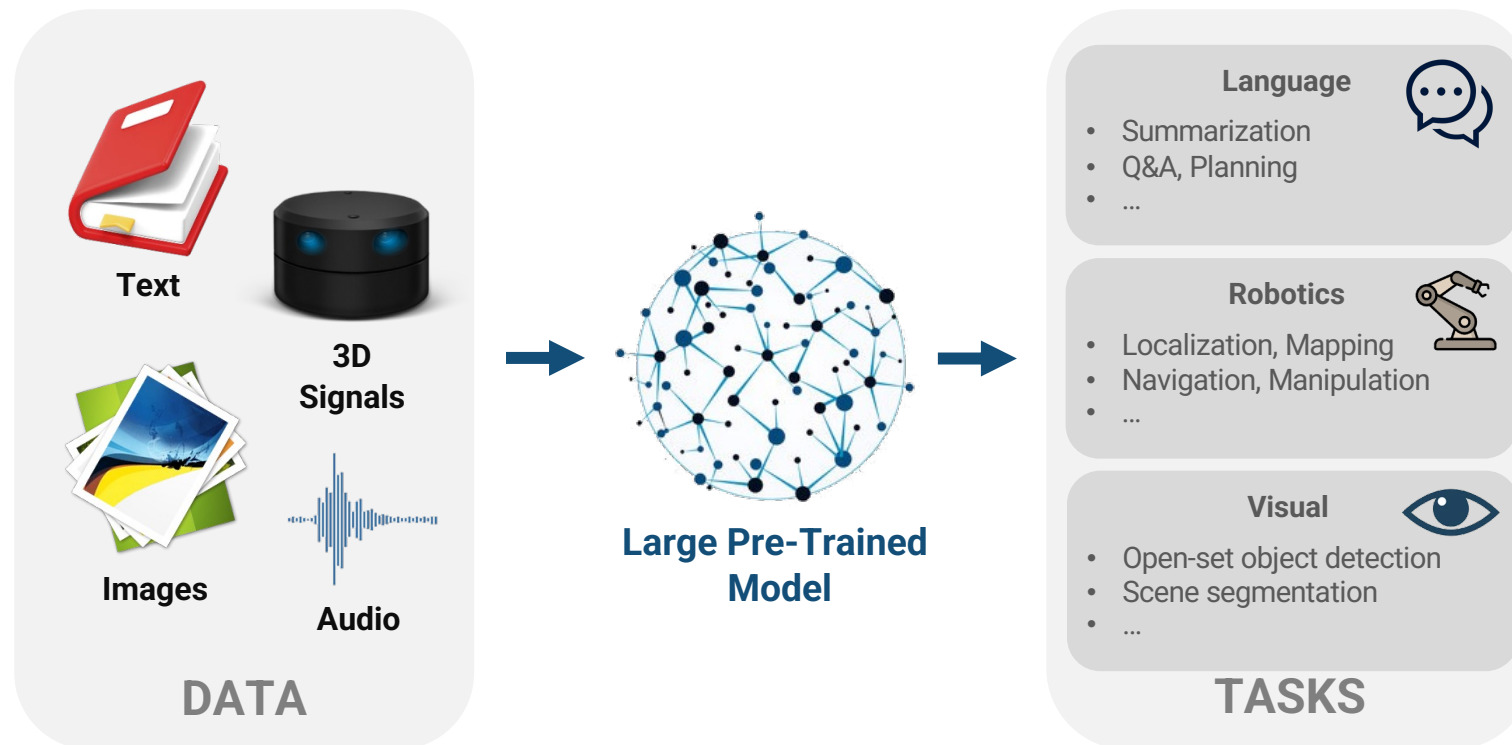 Text
3D
Signals
Images
Audio
DATA
Large Pre-Trained
Model
Language
• Summarization
• Q&A, Planning
• ...
Robotics
• Localization, Mapping
• Navigation, Manipulation
• ...
Visual
• Open-set object detection
• Scene segmentation
• ...
TASKS